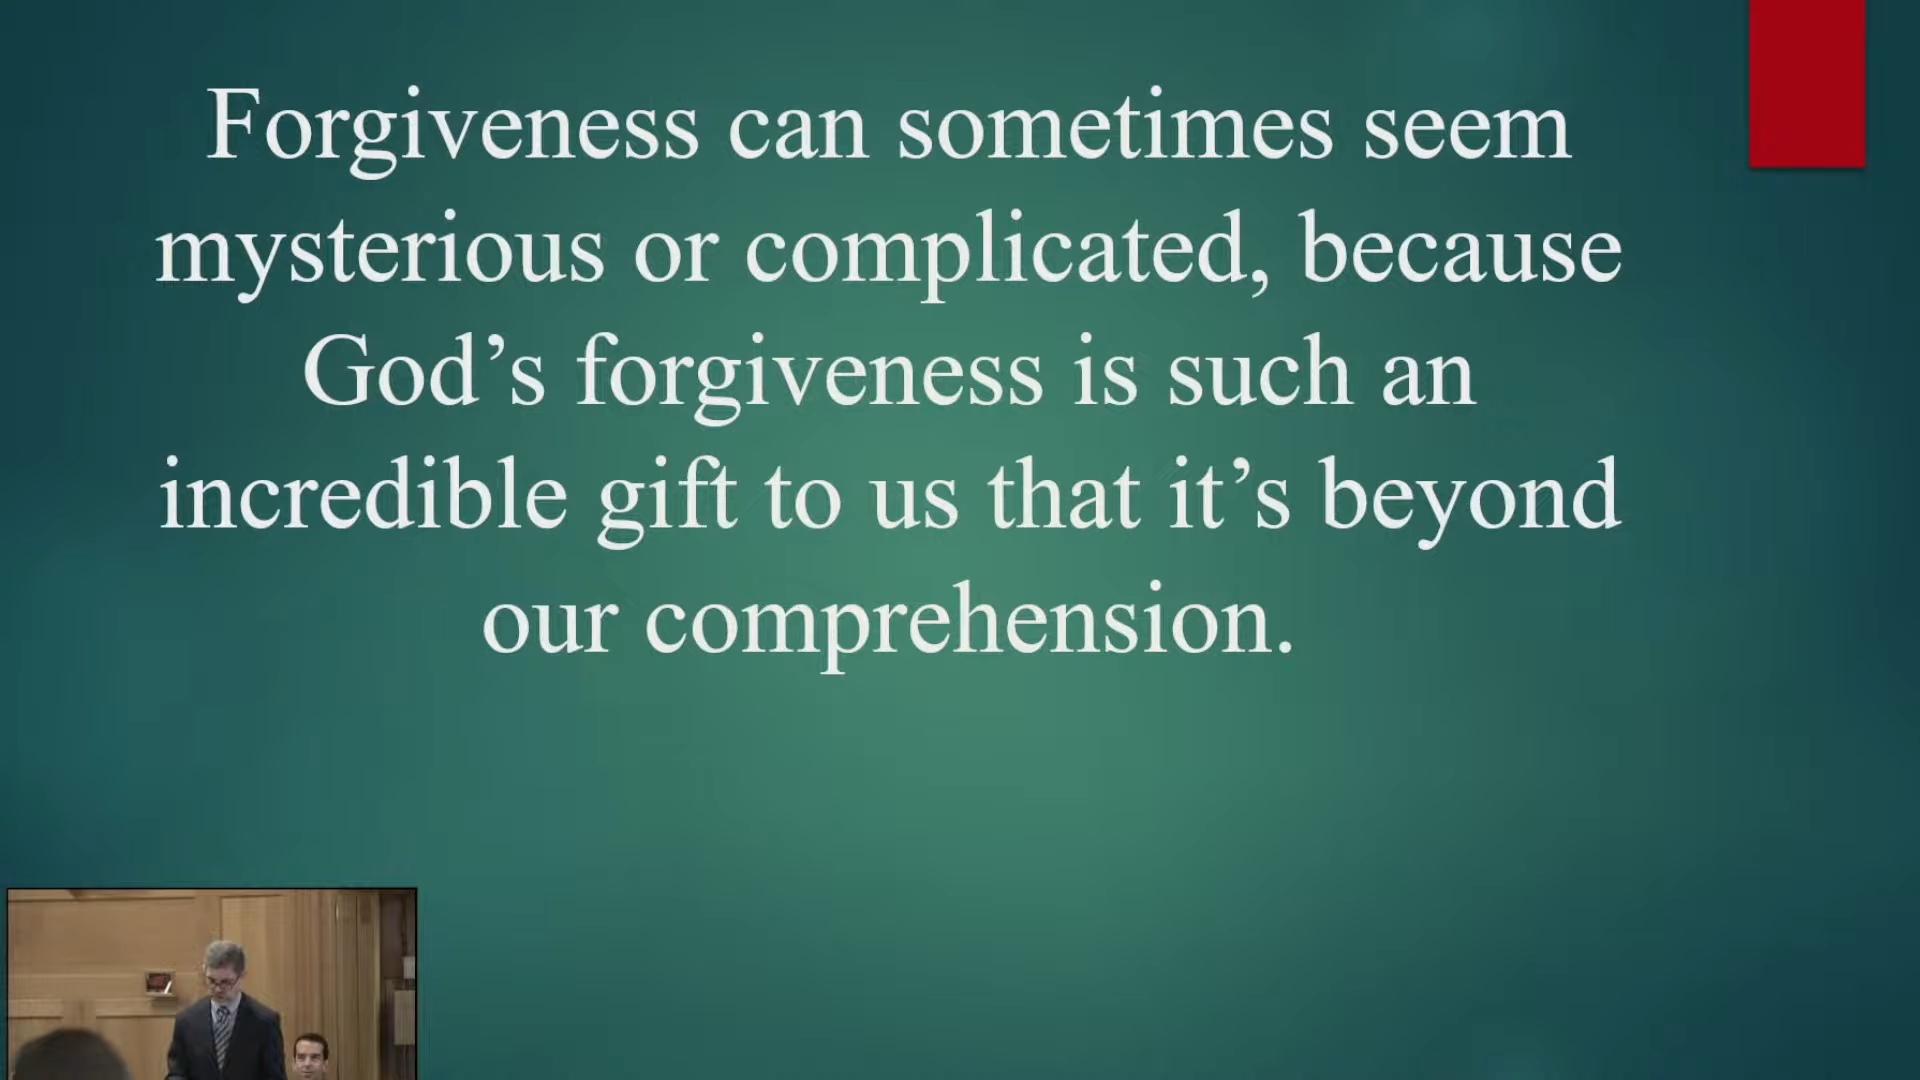 Forgiveness can sometimes seem
mysterious or complicated, because
God’s forgiveness is such an
incredible gift to us that it’s beyond
our comprehension.